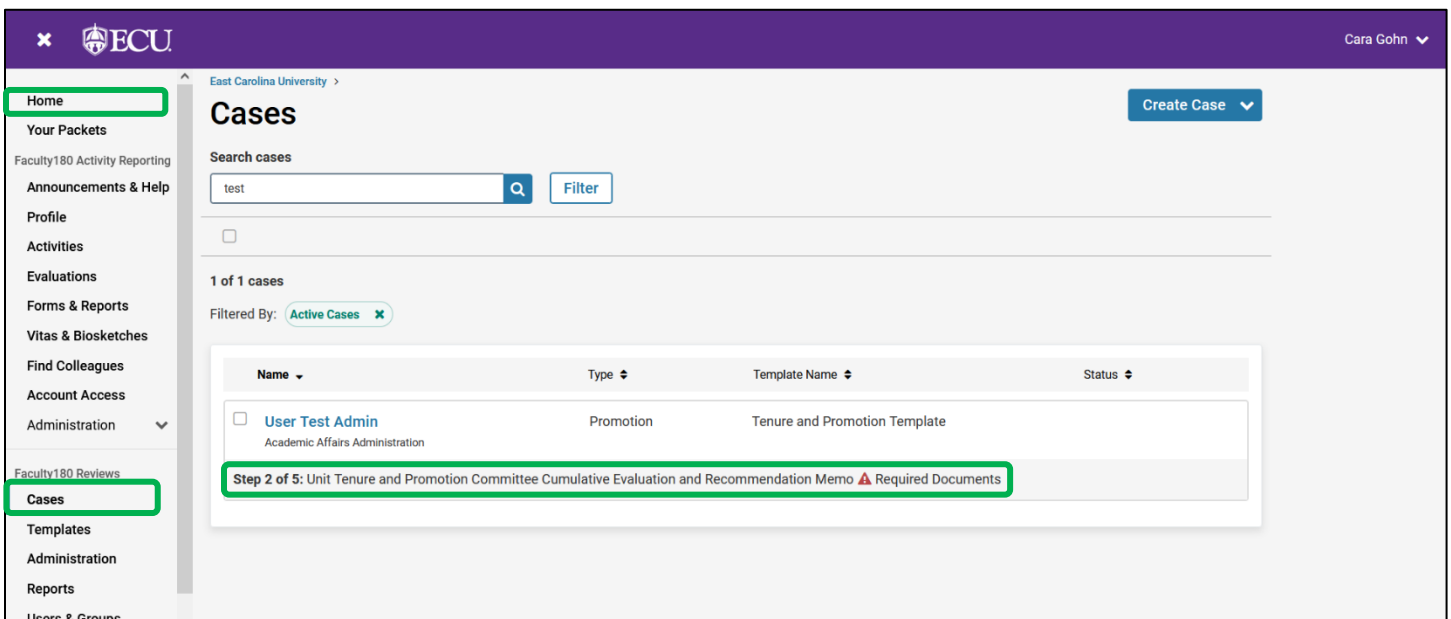 ECU
Cara Gohn
Home
Your Packets
Faculty180 Activity Reporting
Announcements & Help
Profile
Activities
Evaluations
Forms & Reports
Vitas & Biosketches
Find Colleagues
Account Access
Administration
Faculty180 Reviews
Cases
Templates
Administration
Reports
Users & Groups
East Carolina University >
Cases
Create Case
Search cases
test
Filter
1 of 1 cases
Filtered By: Active Cases
Name Type Template Name Status
User Test Admin Promotion Tenure and Promotion Template
Academic Affairs Administration
Step 2 of 5: Unit Tenure and Promotion Committee Cumulative Evaluation and Recommendation Memo Required Documents